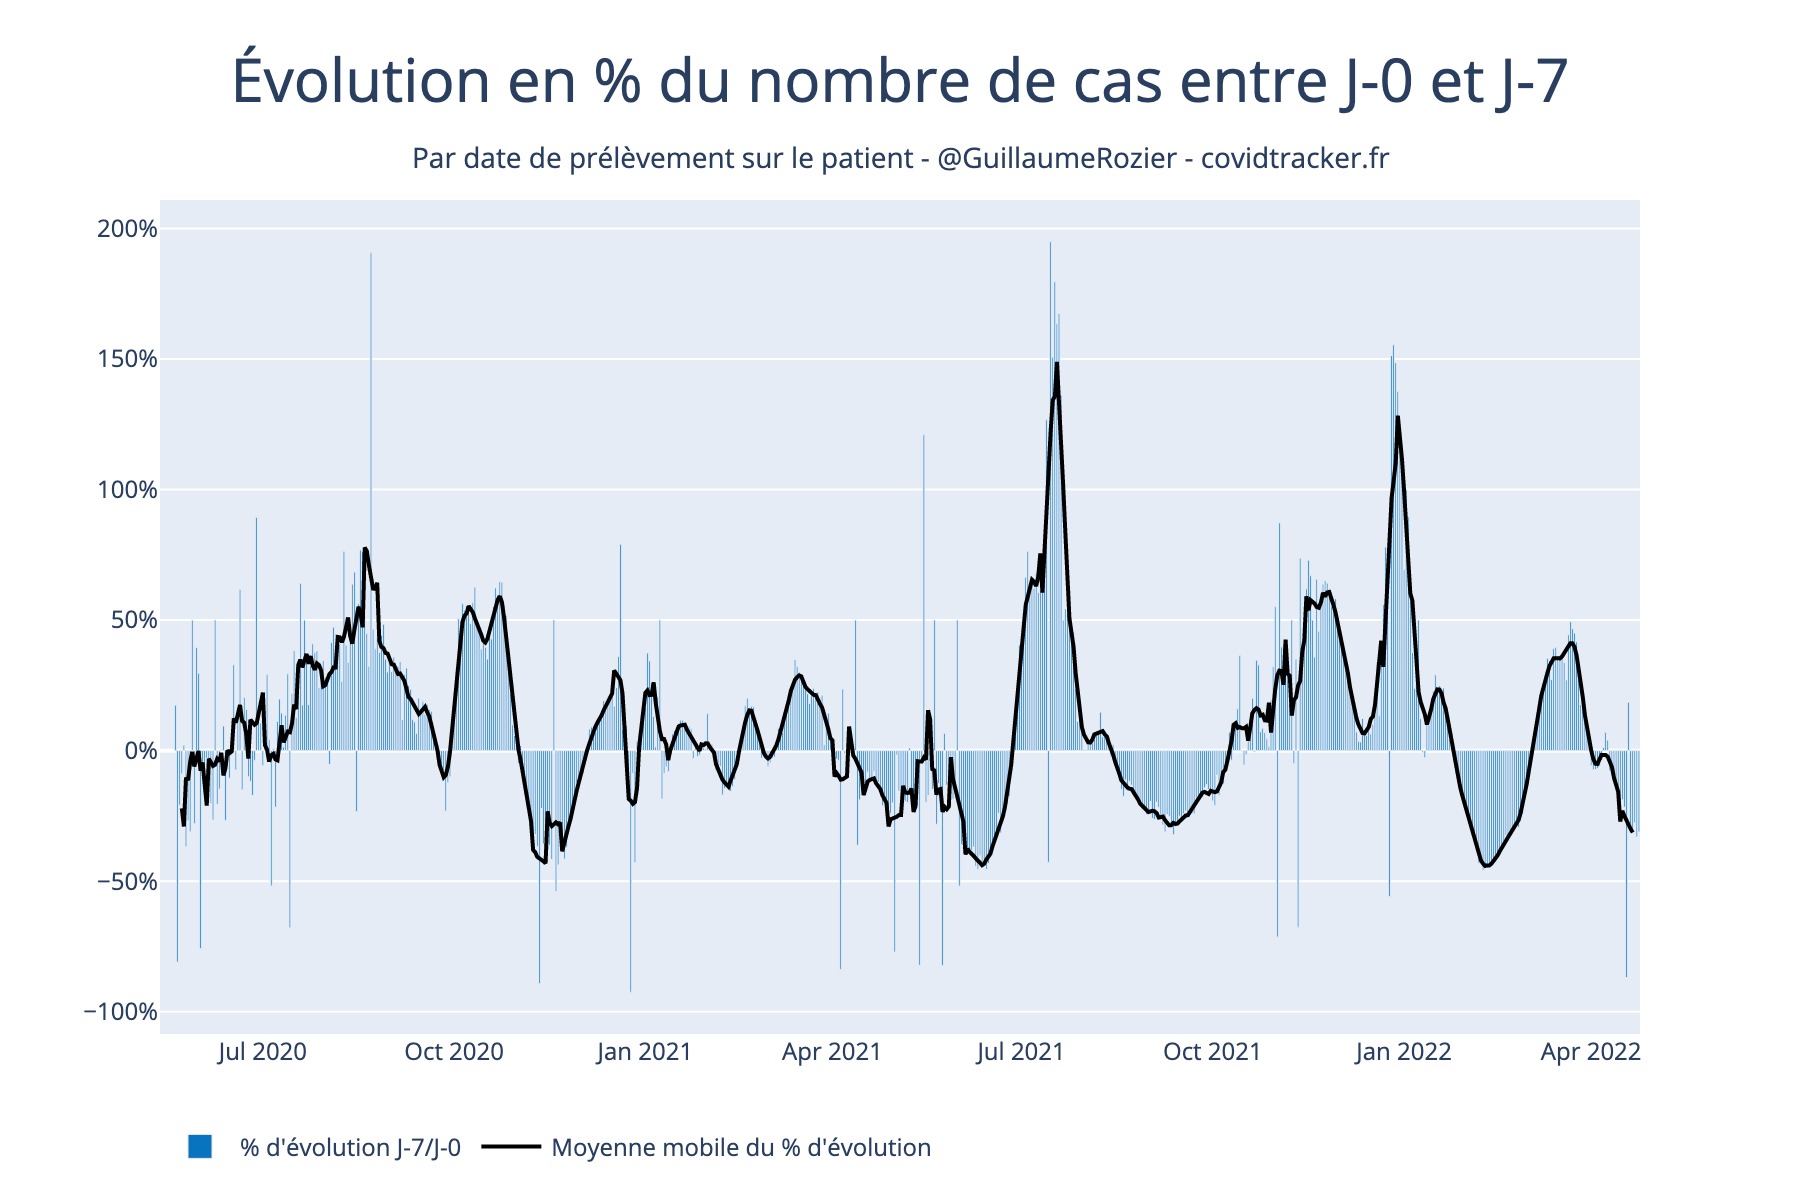 Évolution en % du nombre de cas entre J-0 et J-7
Par date de prélèvement sur le patient - @GuillaumeRozier - covidtracker.fr
200%
150%
100%
50%
0%
−50%
−100%
Jul 2020 Oct 2020 Jan 2021 Apr 2021 Jul 2021 Oct 2021 Jan 2022 Apr 2022
% d'évolution J-7/J-0 Moyenne mobile du % d'évolution